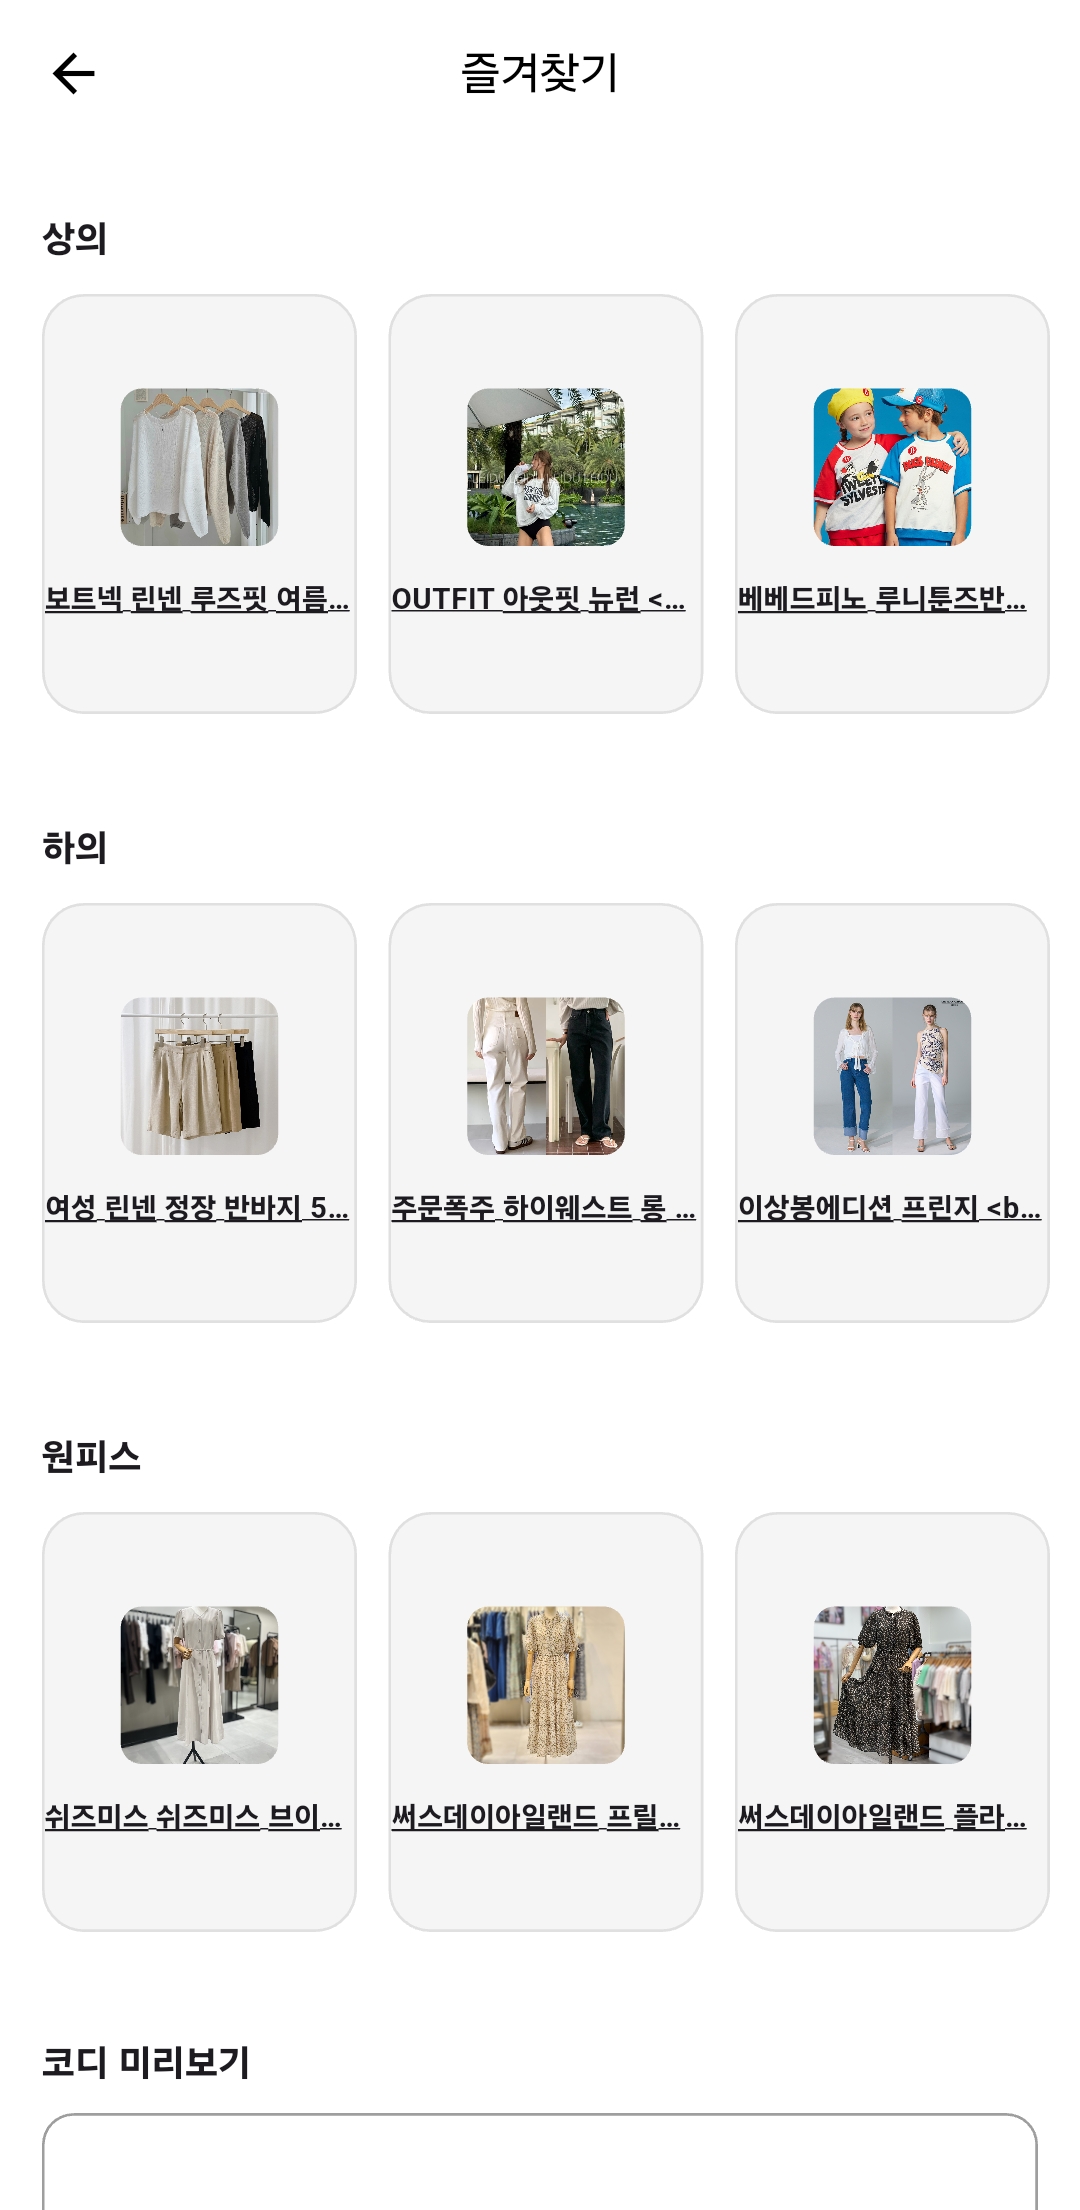 즐겨찾기
상의
보트넥 린넨 루즈핏 여름...
OUTFIT 아웃핏 뉴런 <...
베베드피노 루니툰즈반...
하의
여성 린넨 정장 반바지 5...
주문폭주 하이웨스트 롱 ...
이상봉에디션 프린지 <b...
원피스
쉬즈미스 쉬즈미스 브이...
써스데이아일랜드 프릴...
써스데이아일랜드 플라...
코디 미리보기